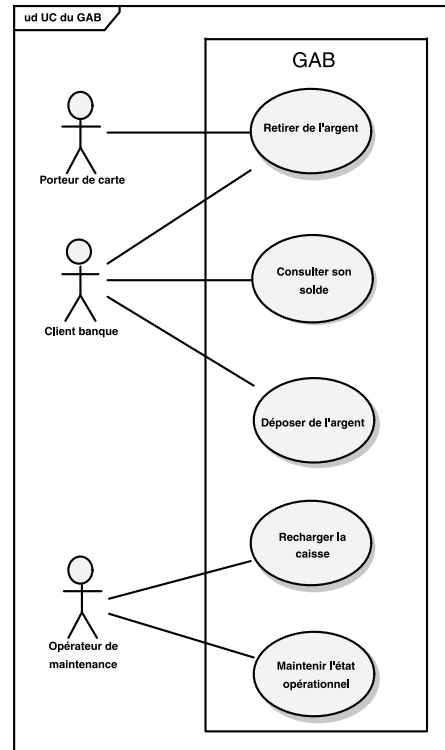 ud UC du GAB
GAB
Retirer de l'argent
Porteur de carte
Consulter son
solde
Client banque
Déposer de l'argent
Recharger la
caisse
Opérateur de
maintenance
Maintenir l'état
opérationnel